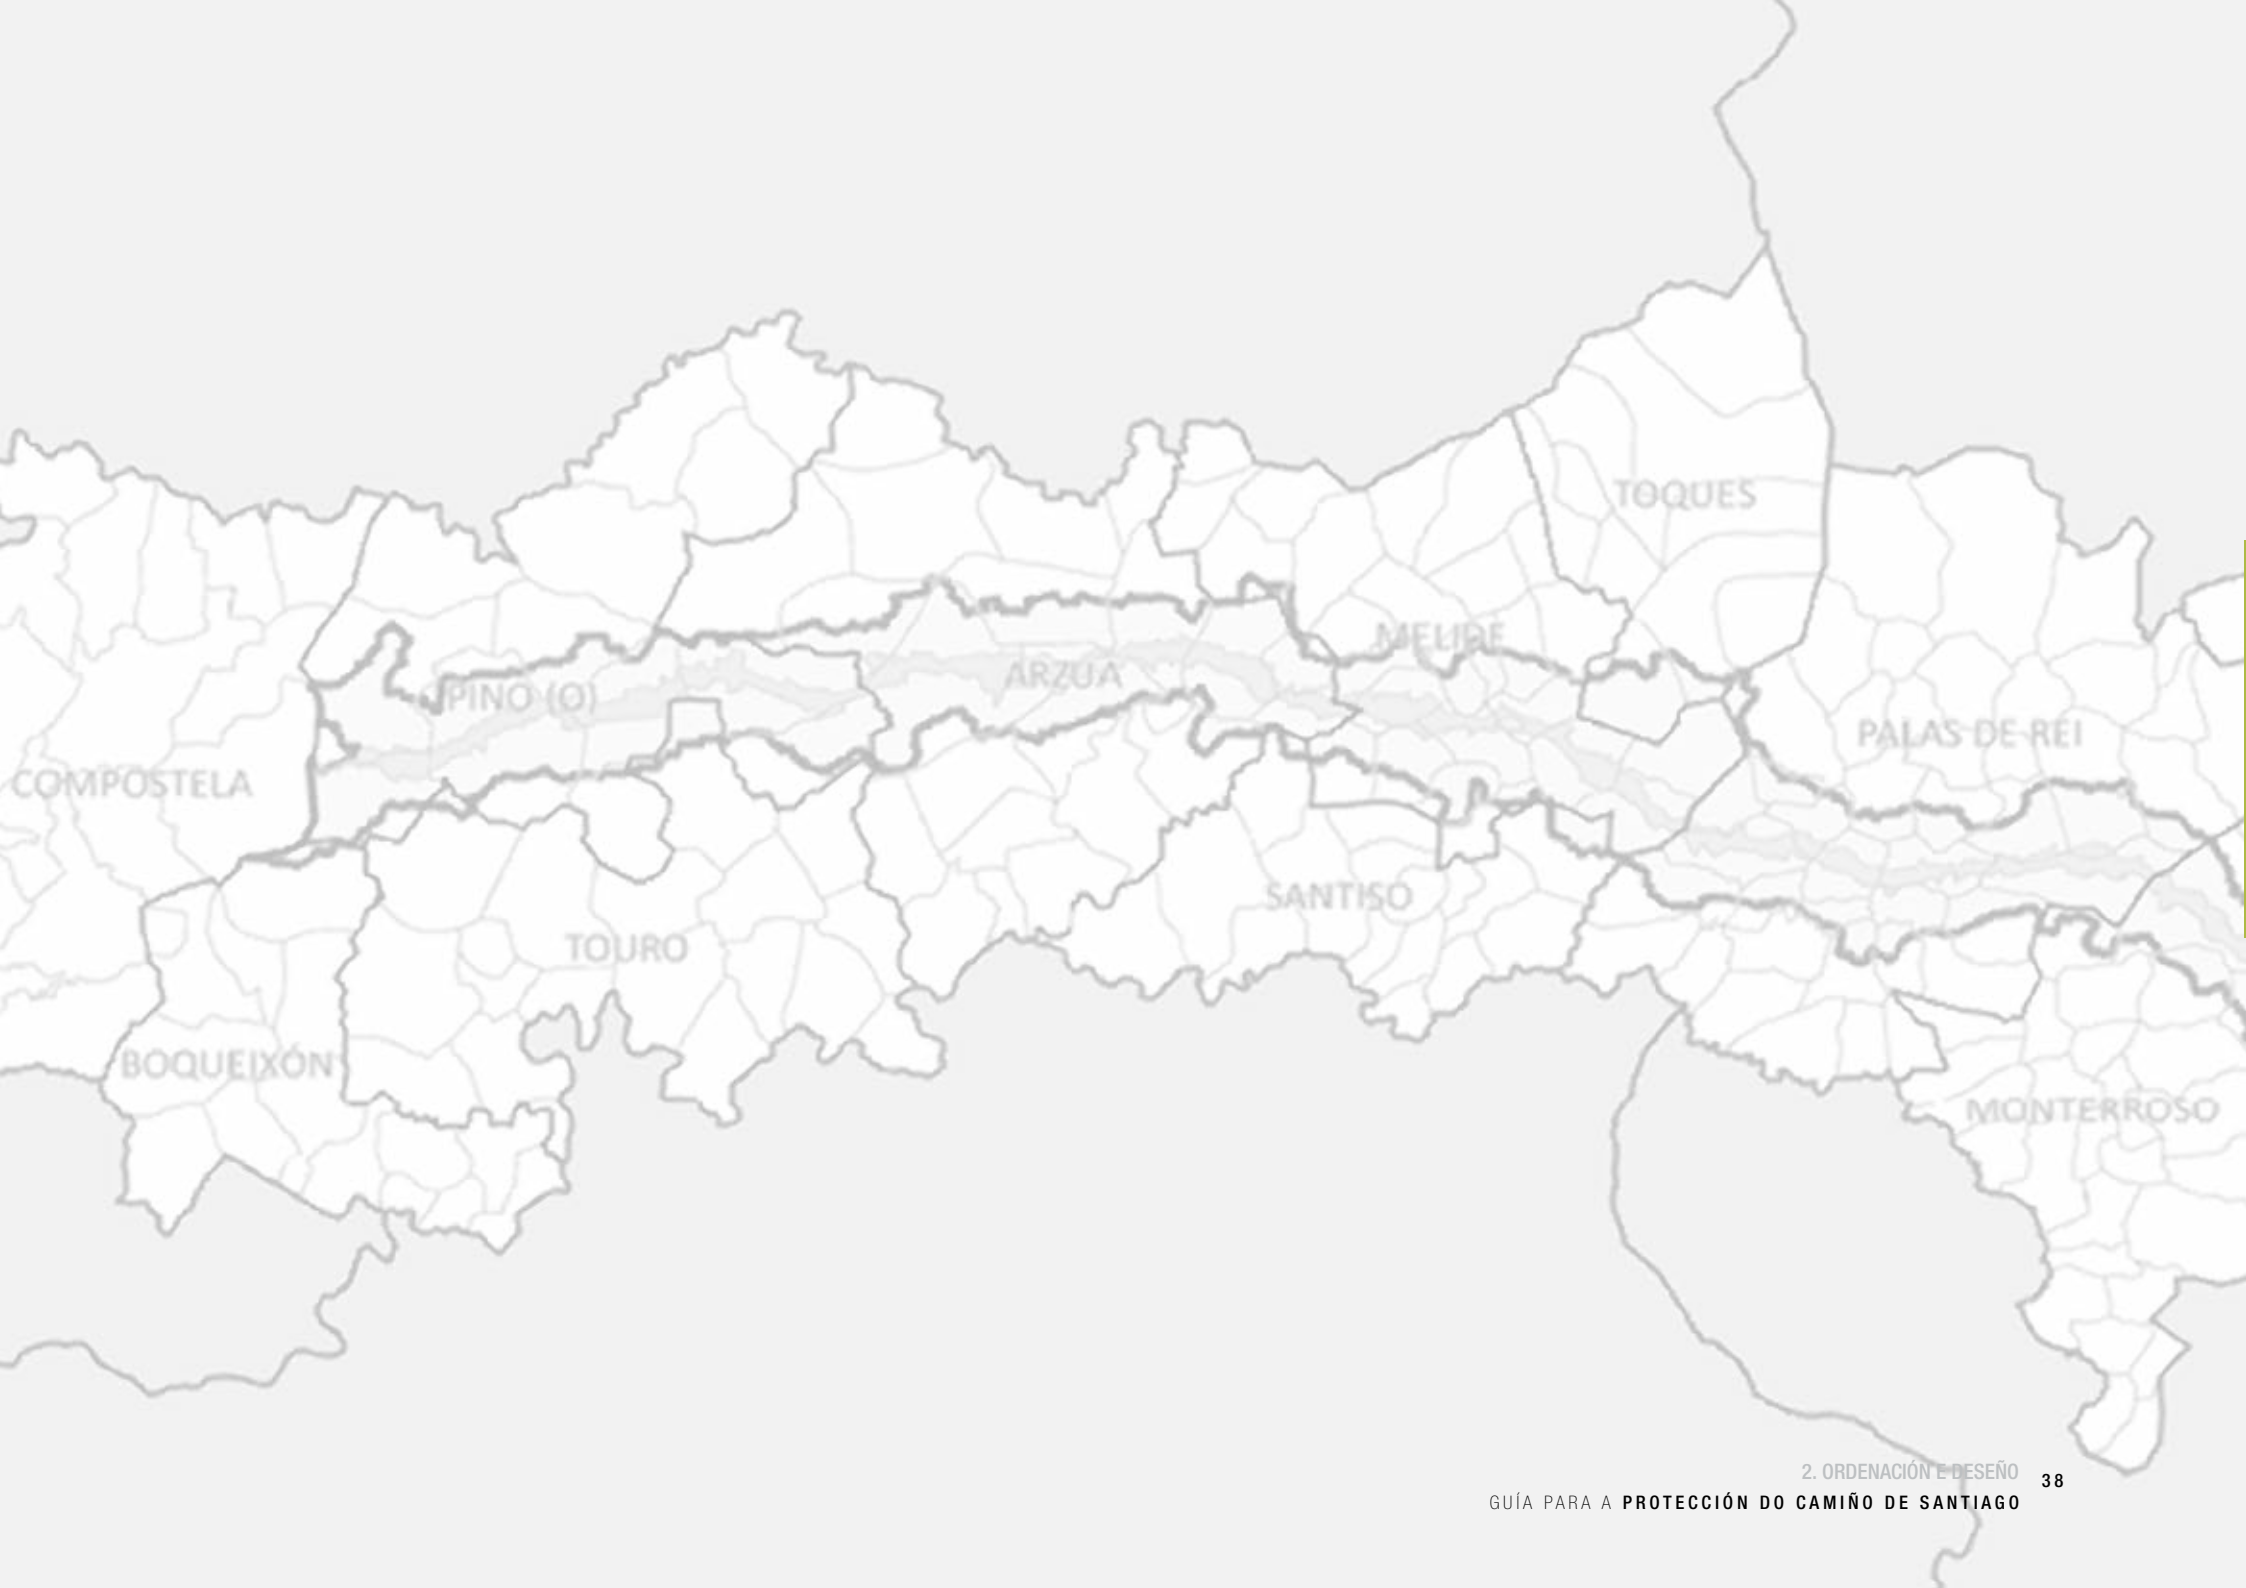 TOQUES
MELIDE
ARZUA
PINO (O)
PALAS DE REI
COMPOSTELA
SANTISO
TOURO
BOQUEIXÓN
MONTERROSO
2. ORDENACIÓN E DESEÑO
38
GUÍA PARA A PROTECCIÓN DO CAMIÑO DE SANTIAGO